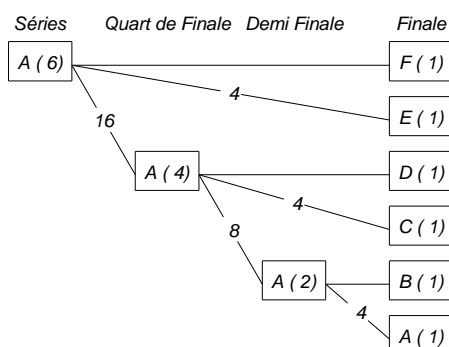 Séries Quart de Finale Demi Finale Finale
A ( 6 ) F ( 1 )
4
E ( 1 )
16
A ( 4 ) D ( 1 )
4
C ( 1 )
8
A ( 2 ) B ( 1 )
4
A ( 1 )